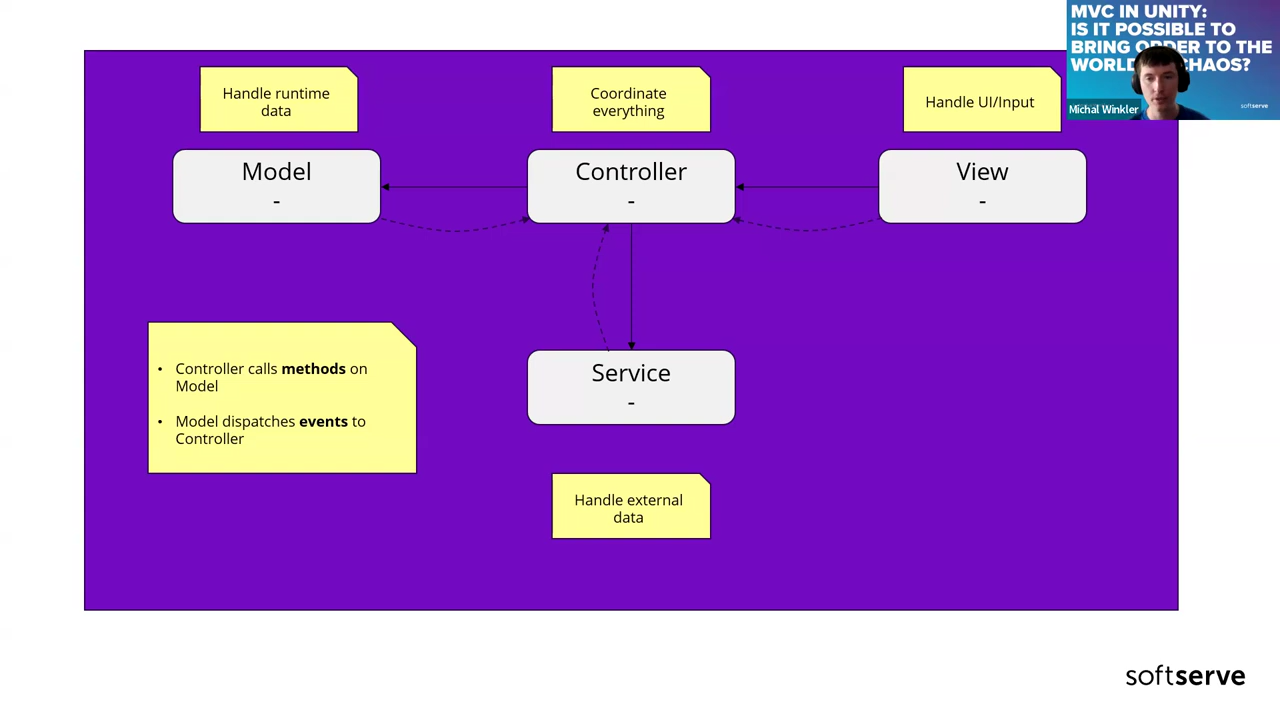 MVC IN UNITY:
IS IT POSSIBLE TO
BRING ORDER TO THE
WORLD CHAOS?
softserve
Michal Winkler
Handle runtime
data
Coordinate
everything
Handle UI/Input
Model
-
Controller
-
View
-
• Controller calls methods on
Model
• Model dispatches events to
Controller
Service
-
Handle external
data
softserve